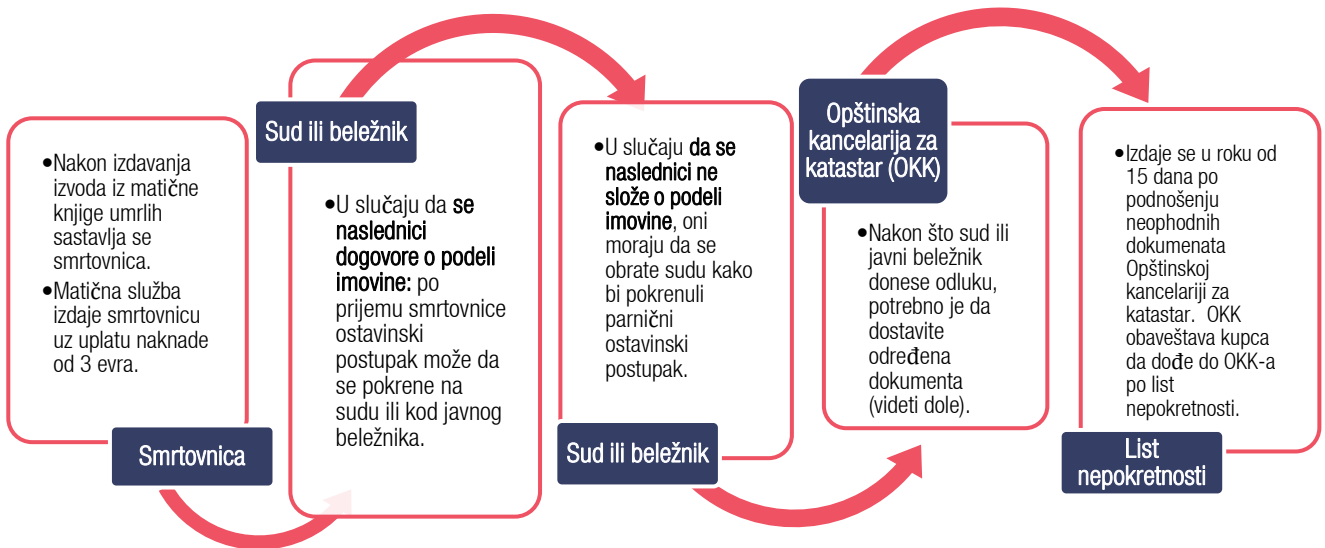 •Nakon izdavanja
izvoda iz matične
knjige umrlih
sastavlja se
smrtovnica.
•Matična služba
izdaje smrtovnicu
uz uplatu naknade
od 3 evra.
Smrtovnica
Sud ili beležnik
•U slučaju da se
naslednici
dogovore o podeli
imovine: po
prijemu smrtovnice
ostavinski
postupak može da
se pokrene na
sudu ili kod javnog
beležnika.
•U slučaju da se
naslednici ne
slože o podeli
imovine, oni
moraju da se
obrate sudu kako
bi pokrenuli
parnični
ostavinski
postupak.
Sud ili beležnik
Opštinska
kancelarija za
katastar (OKK)
•Nakon što sud ili
javni beležnik
donese odluku,
potrebno je da
dostavite
određena
dokumenta
(videti dole).
•Izdaje se u roku od
15 dana po
podnošenju
neophodnih
dokumenata
Opštinskoj
kancelariji za
katastar. OKK
obaveštava kupca
da dođe do OKK-a
po list
nepokretnosti.
List
nepokretnosti